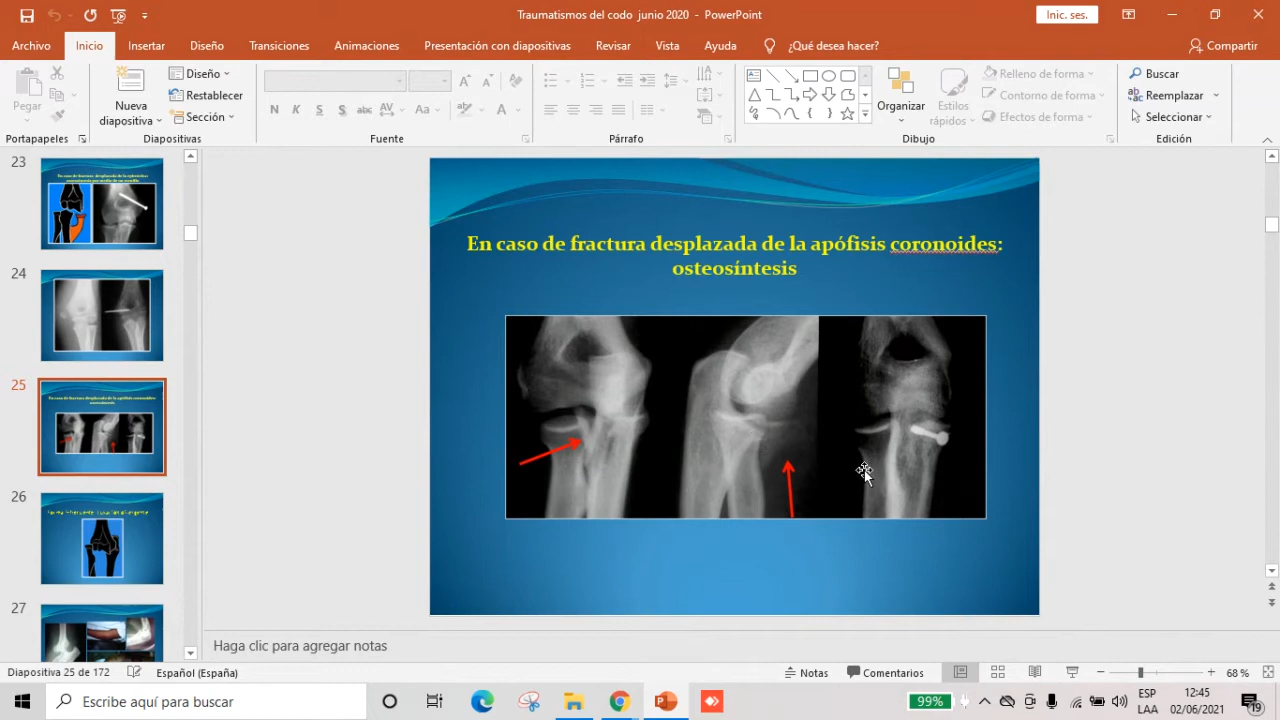 Traumatismos del codo junio 2020 - PowerPoint
Inic. ses.
Archivo Inicio Insertar Diseño Transiciones Animaciones Presentación con diapositivas Revisar Vista Ayuda ¿Qué desea hacer? Compartir
Pegar
Nueva diapositiva
Diseño
Restablecer
Sección
N K S S abc AV Aa A
Organizar
Estilos rápidos
Relleno de forma
Contorno de forma
Efectos de forma
Buscar
Reemplazar
Seleccionar
Portapapeles Diapositivas Fuente Párrafo Dibujo Edición
23
24
25
26
27
En caso de fractura desplazada de la apófisis coronoides:
osteosíntesis
Haga clic para agregar notas
Diapositiva 25 de 172 Español (España) Notas Comentarios 68 %
Escribe aquí para buscar
99%
ESP
LAA
12:45
02/06/2021
19